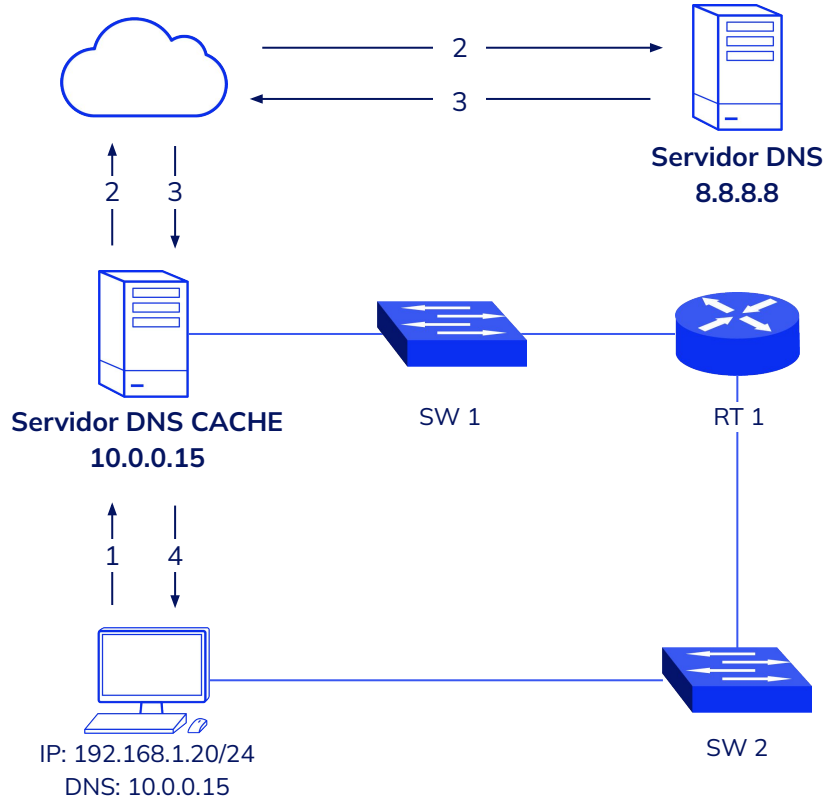 2
3
Servidor DNS
8.8.8.8
2
3
Servidor DNS CACHE
10.0.0.15
SW 1
RT 1
1
4
IP: 192.168.1.20/24
DNS: 10.0.0.15
SW 2